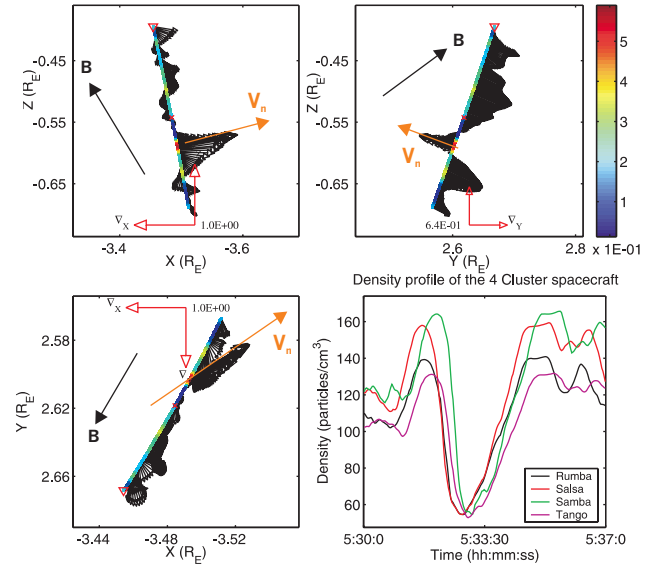 -0.45
-0.55
-0.65
Z (R_E)
B
V_n
∇_X
1.0E+00
-3.4
-3.6
X (R_E)
-0.45
-0.55
-0.65
Z (R_E)
B
V_n
6.4E-01
∇_Y
2.6
2.8
Y (R_E)
5
4
3
2
1
x 1E-01
∇_X
1.0E+00
∇
V_n
B
2.58
2.62
2.66
Y (R_E)
-3.44
-3.48
-3.52
X (R_E)
Density profile of the 4 Cluster spacecraft
160
140
120
100
80
60
Density (particles/cm³)
Rumba
Salsa
Samba
Tango
5:30:0
5:33:30
5:37:0
Time (hh:mm:ss)